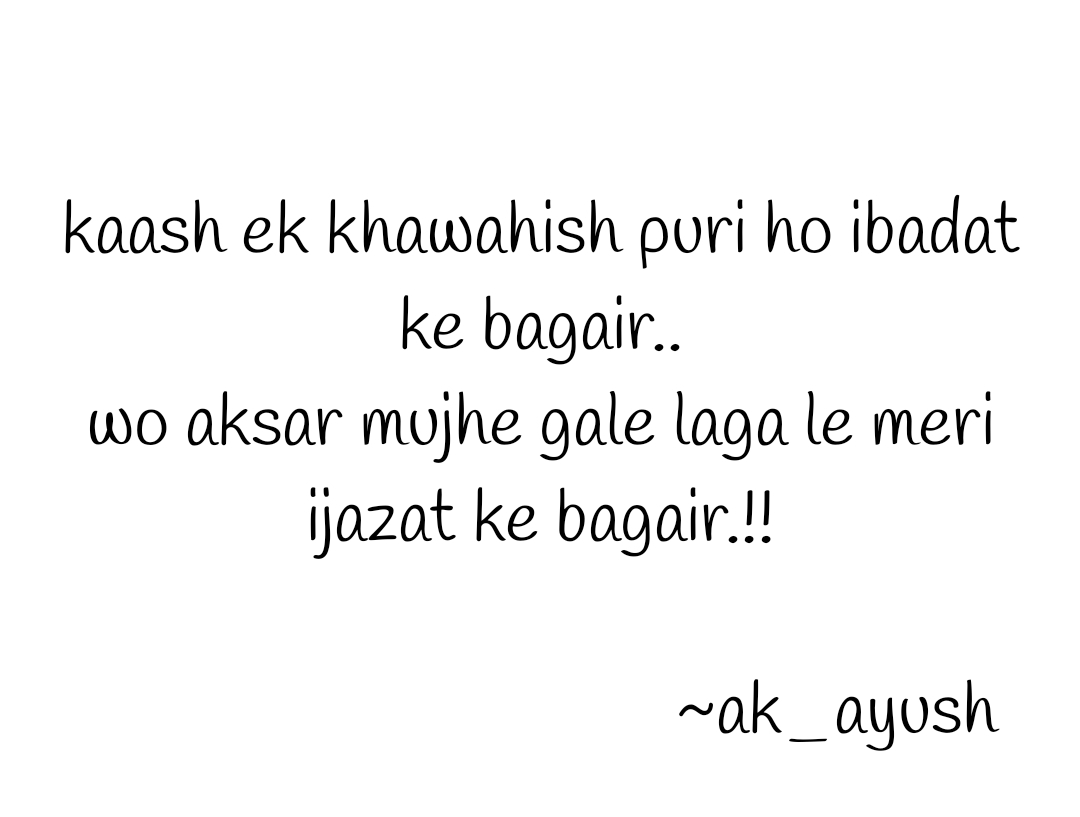 kaash ek khawahish puri ho ibadat
ke bagair..
wo aksar mujhe gale laga le meri
ijazat ke bagair.!!
~ak_ayush